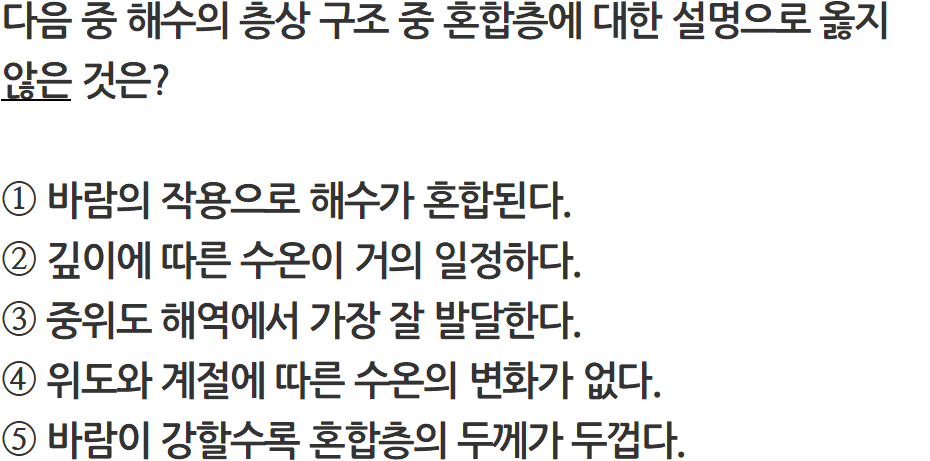 다음 중 해수의 층상 구조 중 혼합층에 대한 설명으로 옳지
않은 것은?
① 바람의 작용으로 해수가 혼합된다.
② 깊이에 따른 수온이 거의 일정하다.
③ 중위도 해역에서 가장 잘 발달한다.
④ 위도와 계절에 따른 수온의 변화가 없다.
⑤ 바람이 강할수록 혼합층의 두께가 두껍다.